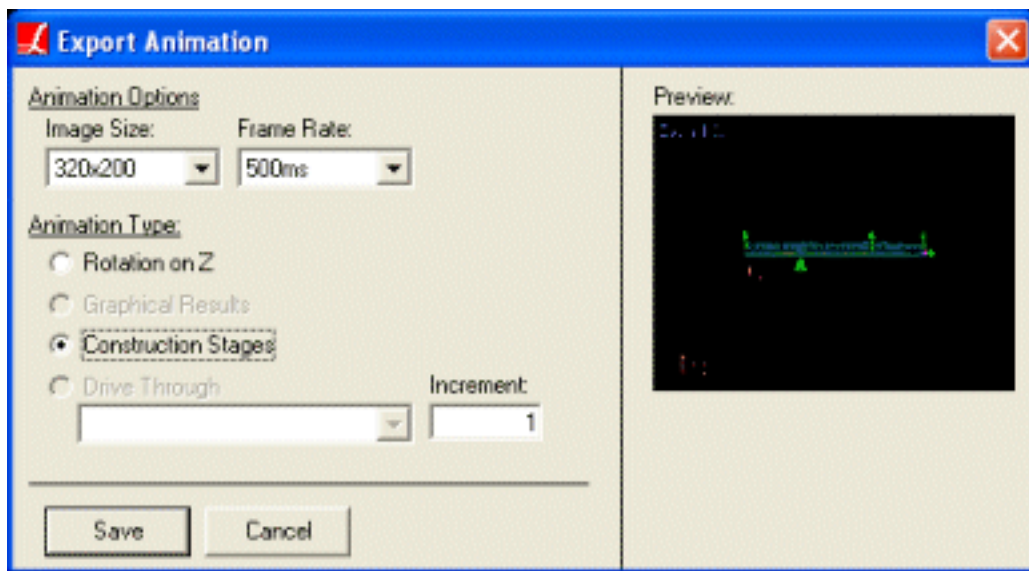 Export Animation
Animation Options
Image Size:
Frame Rate:
320x200
500ms
Animation Type:
Rotation on Z
Graphical Results
Construction Stages
Drive Through
Increment:
1
Save
Cancel
Preview: